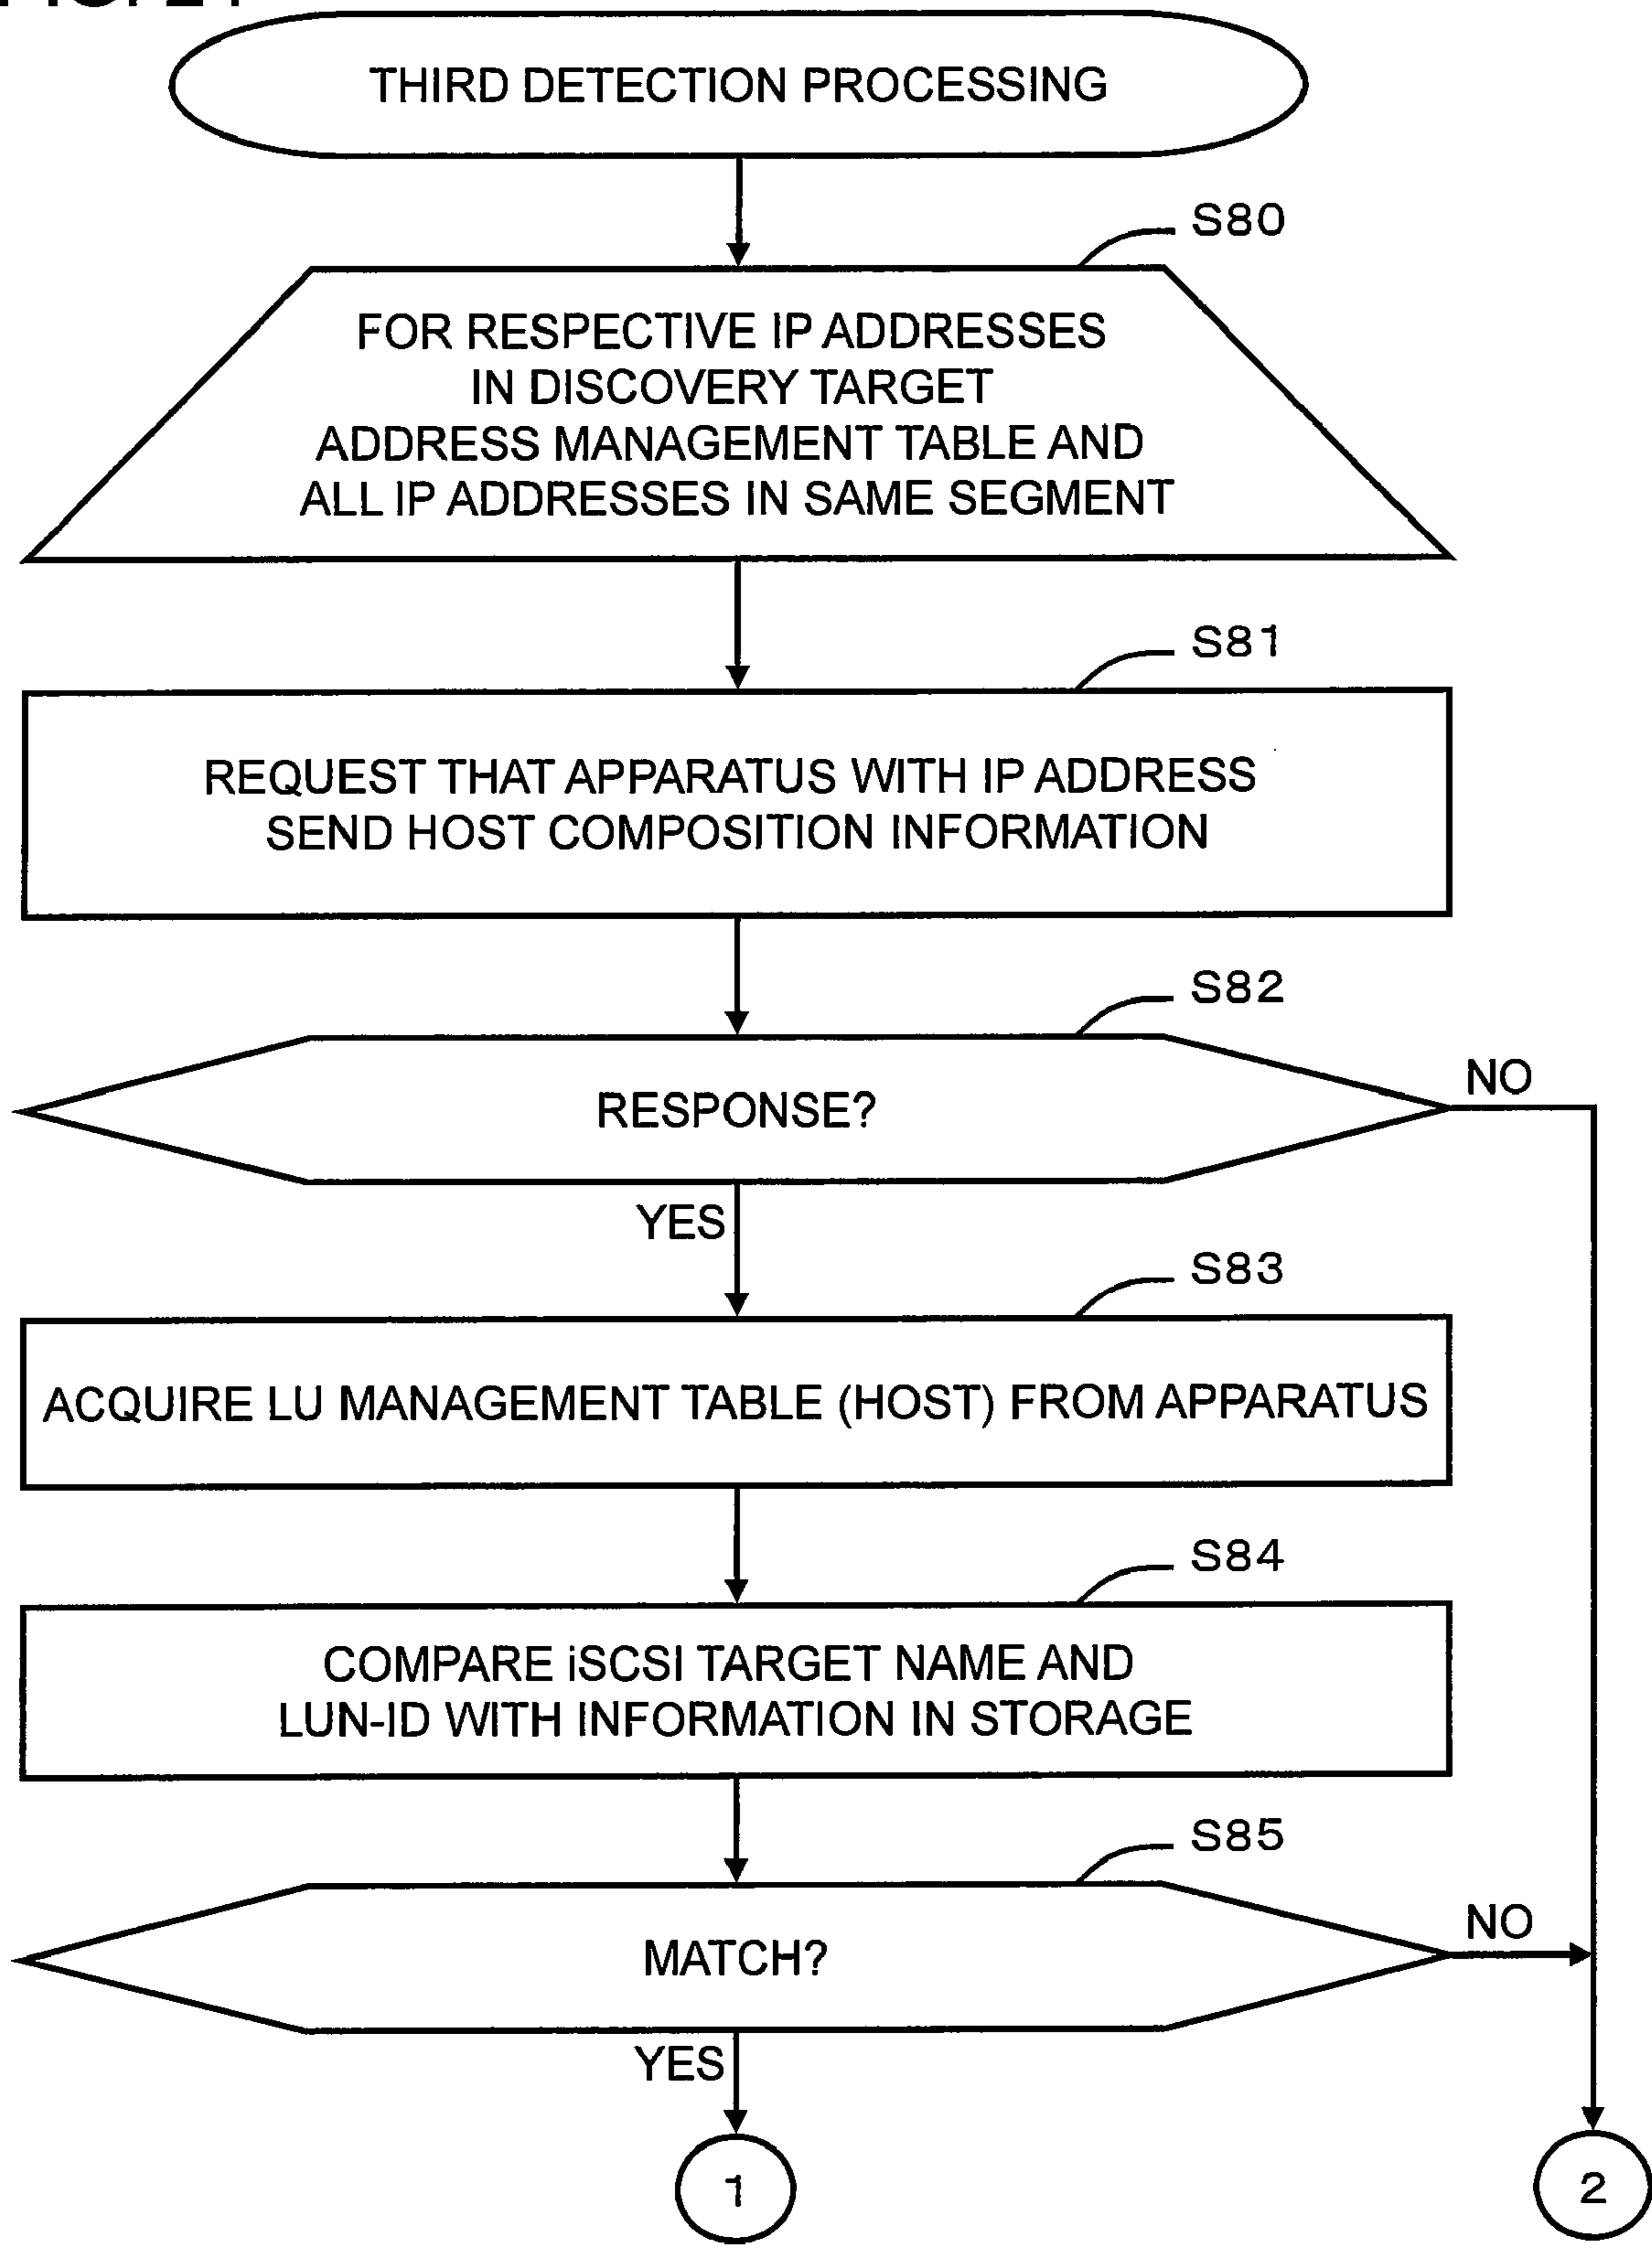 THIRD DETECTION PROCESSING
S80
FOR RESPECTIVE IP ADDRESSES
IN DISCOVERY TARGET
ADDRESS MANAGEMENT TABLE AND
ALL IP ADDRESSES IN SAME SEGMENT
S81
REQUEST THAT APPARATUS WITH IP ADDRESS
SEND HOST COMPOSITION INFORMATION
S82
NO
RESPONSE?
YES
S83
ACQUIRE LU MANAGEMENT TABLE (HOST) FROM APPARATUS
S84
COMPARE iSCSI TARGET NAME AND
LUN-ID WITH INFORMATION IN STORAGE
S85
NO
MATCH?
YES
1
2